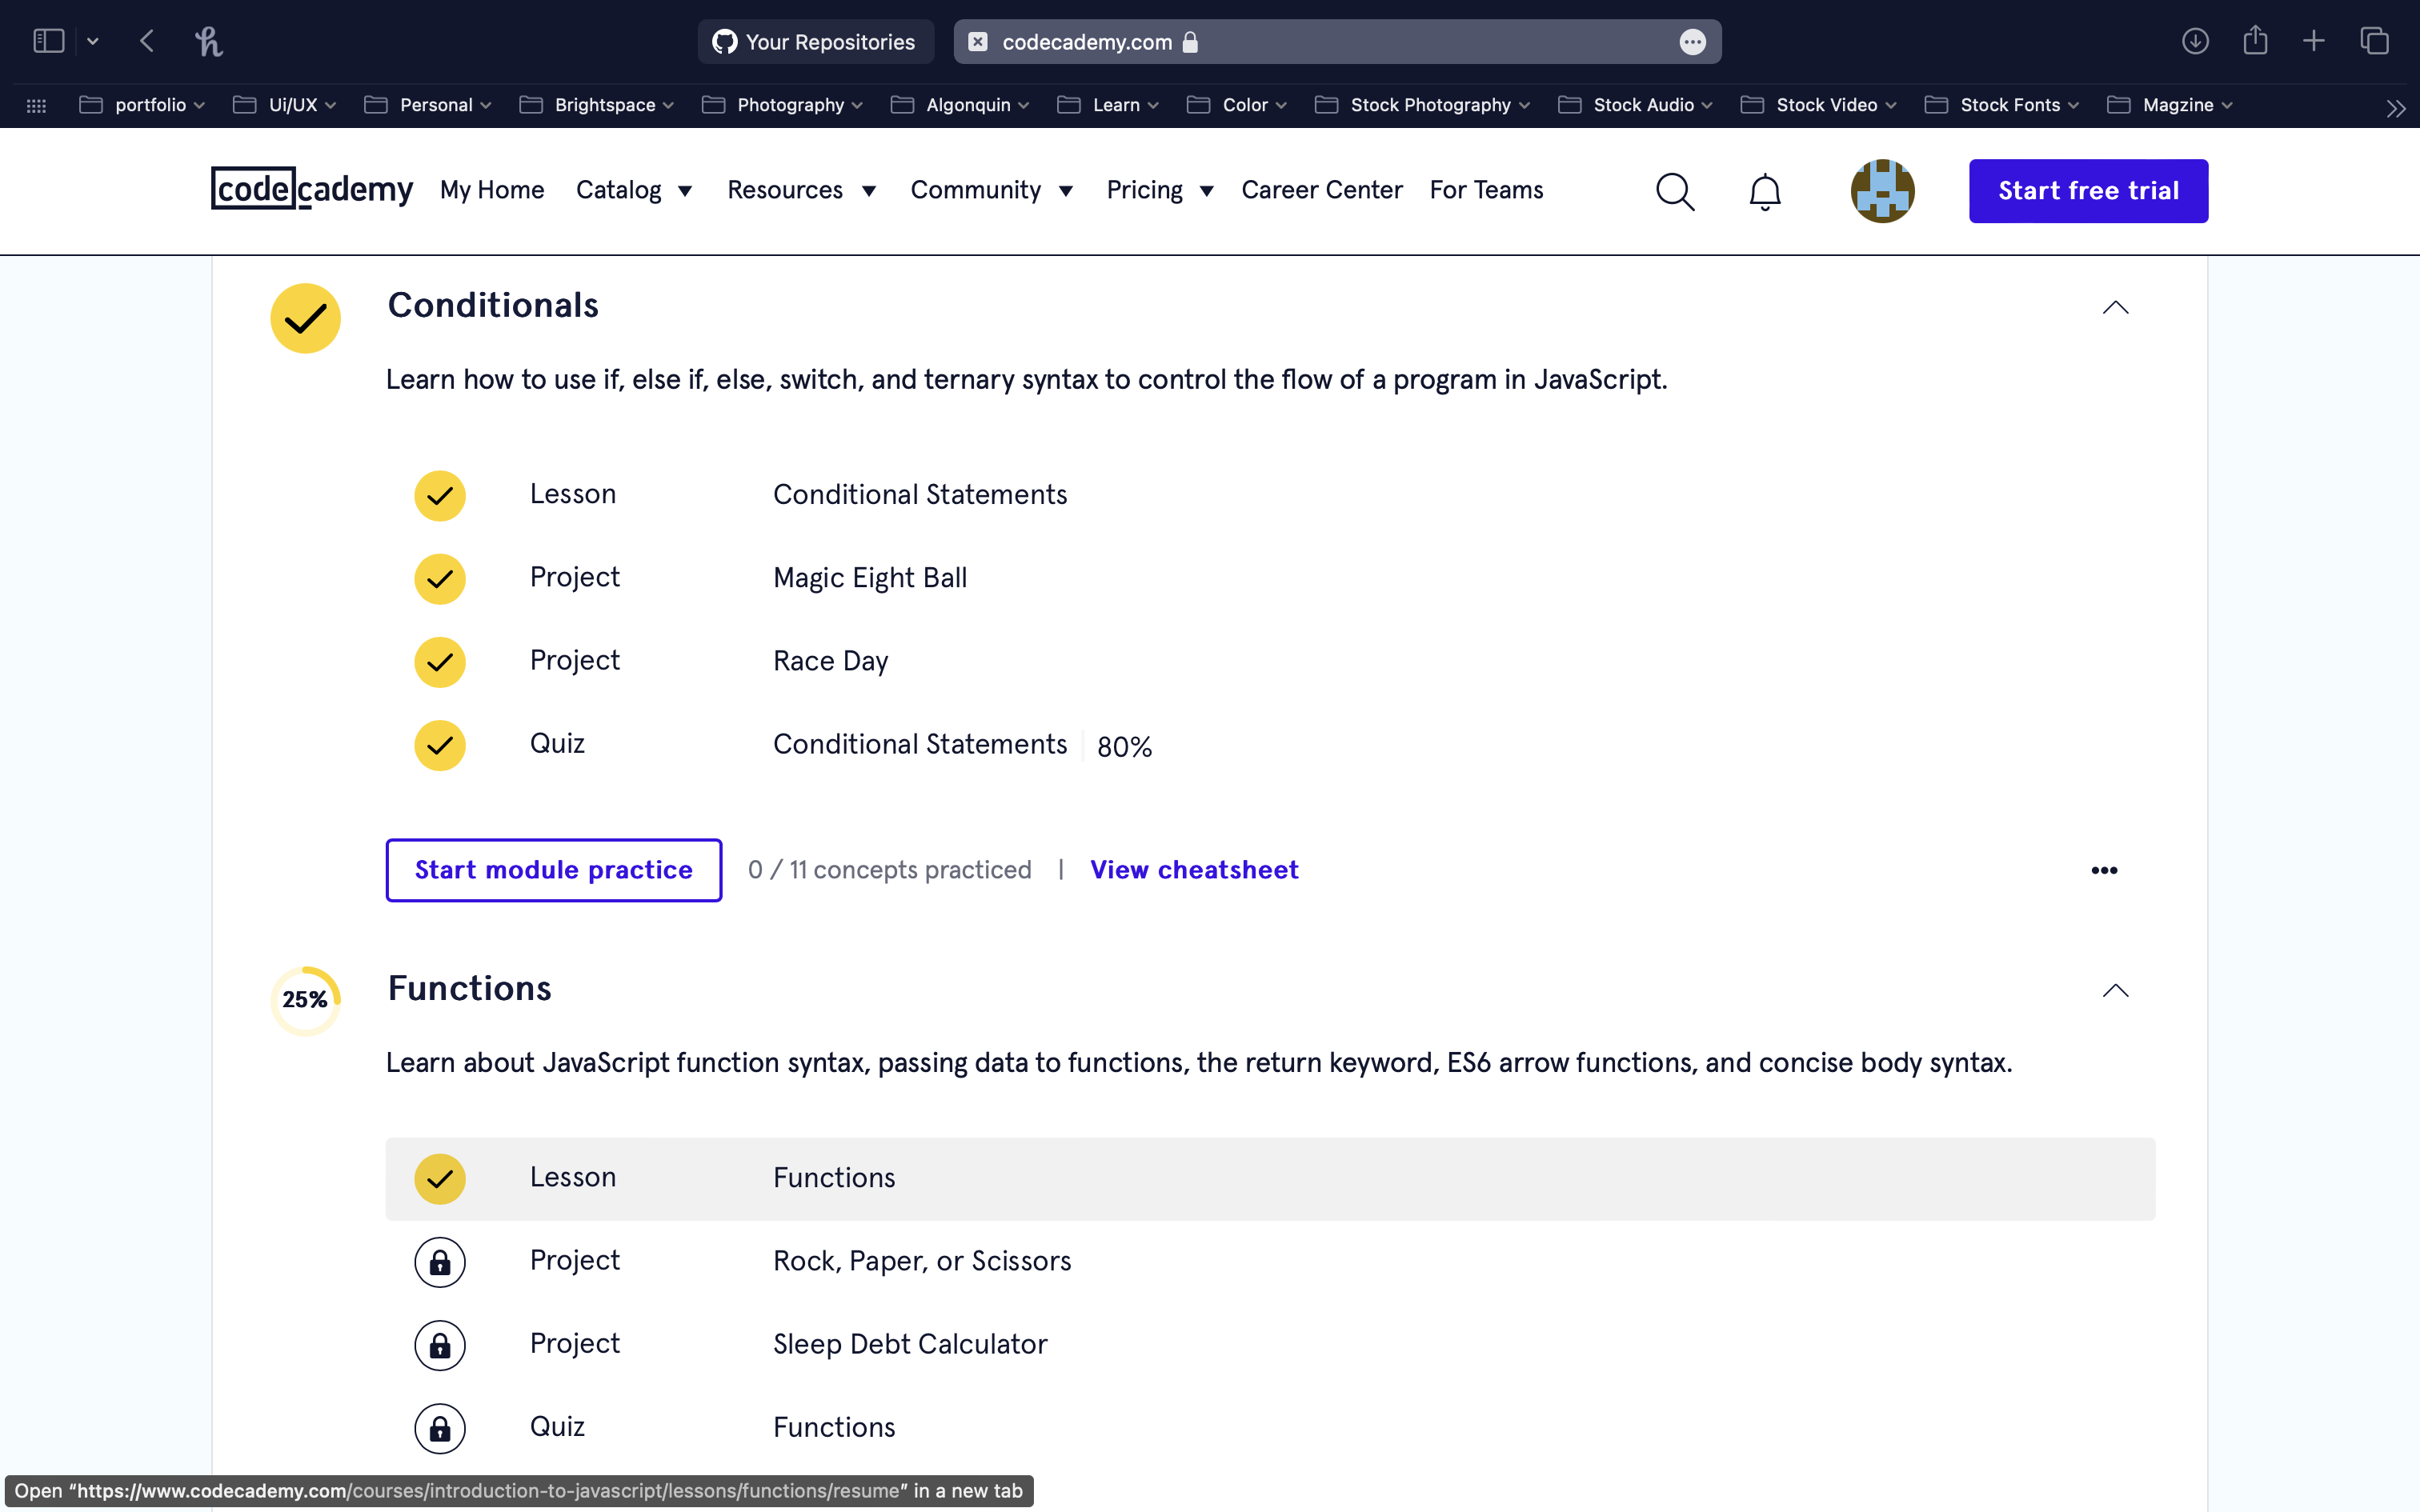 Your Repositories codecademy.com
portfolio Ui/UX Personal Brightspace Photography Algonquin Learn Color Stock Photography Stock Audio Stock Video Stock Fonts Magzine
codecademy My Home Catalog Resources Community Pricing Career Center For Teams Start free trial
Conditionals
Learn how to use if, else if, else, switch, and ternary syntax to control the flow of a program in JavaScript.
Lesson Conditional Statements
Project Magic Eight Ball
Project Race Day
Quiz Conditional Statements 80%
Start module practice 0 / 11 concepts practiced | View cheatsheet
25% Functions
Learn about JavaScript function syntax, passing data to functions, the return keyword, ES6 arrow functions, and concise body syntax.
Lesson Functions
Project Rock, Paper, or Scissors
Project Sleep Debt Calculator
Quiz Functions
Open “https://www.codecademy.com/courses/introduction-to-javascript/lessons/functions/resume” in a new tab